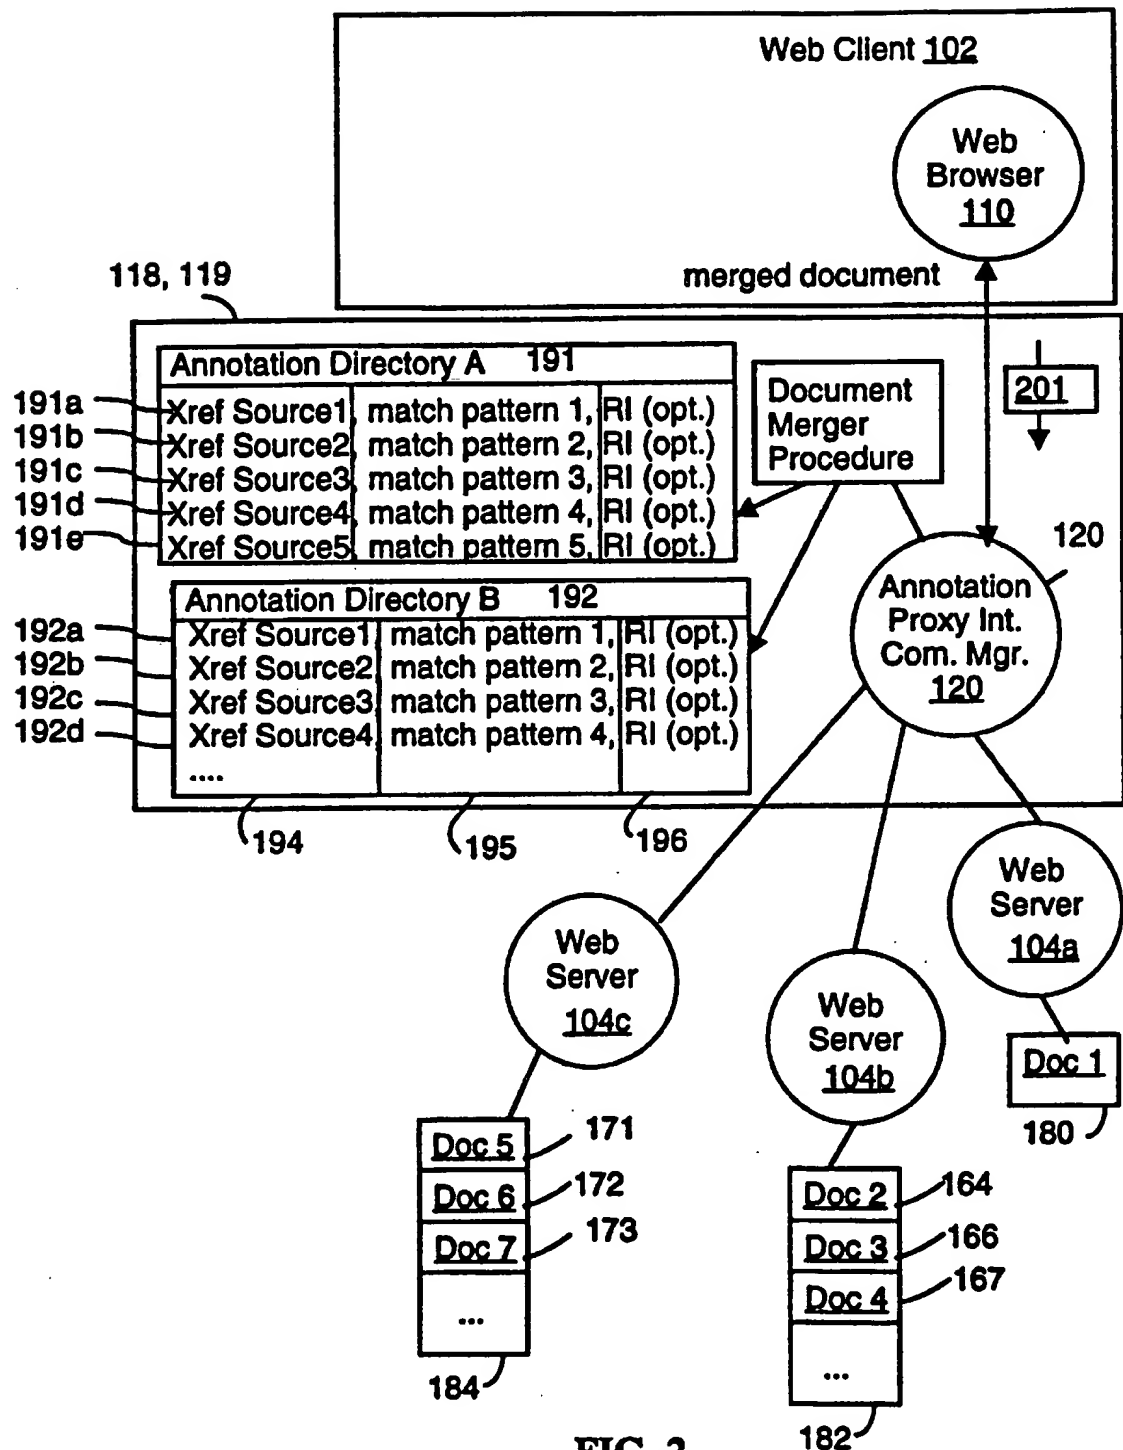 Web Client 102
Web
Browser
110
merged document
118, 119
Annotation Directory A 191
191a Xref Source1, match pattern 1, RI (opt.)
191b Xref Source2, match pattern 2, RI (opt.)
191c Xref Source3, match pattern 3, RI (opt.)
191d Xref Source4, match pattern 4, RI (opt.)
191e Xref Source5, match pattern 5, RI (opt.)
Document
Merger
Procedure
201
120
Annotation
Proxy Int.
Com. Mgr.
120
Annotation Directory B 192
192a Xref Source1, match pattern 1, RI (opt.)
192b Xref Source2, match pattern 2, RI (opt.)
192c Xref Source3, match pattern 3, RI (opt.)
192d Xref Source4, match pattern 4, RI (opt.)
....
194
195
196
Web
Server
104c
Web
Server
104b
Web
Server
104a
Doc 1
180
Doc 5 171
Doc 6 172
Doc 7 173
...
184
Doc 2 164
Doc 3 166
Doc 4 167
...
182